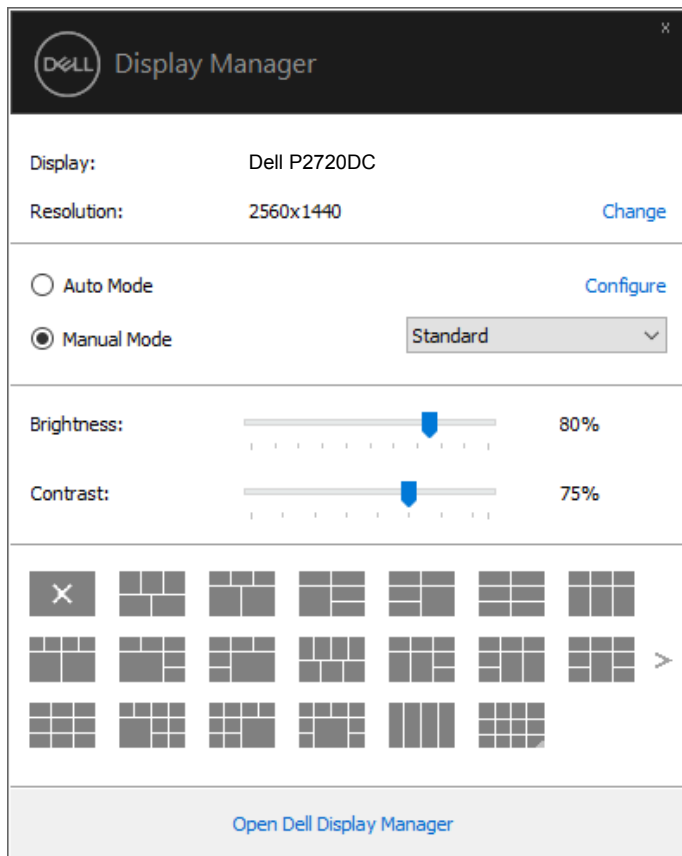 x
DELL Display Manager
Display: Dell P2720DC
Resolution: 2560x1440 Change
Auto Mode Configure
Manual Mode Standard
Brightness: 80%
Contrast: 75%
Open Dell Display Manager